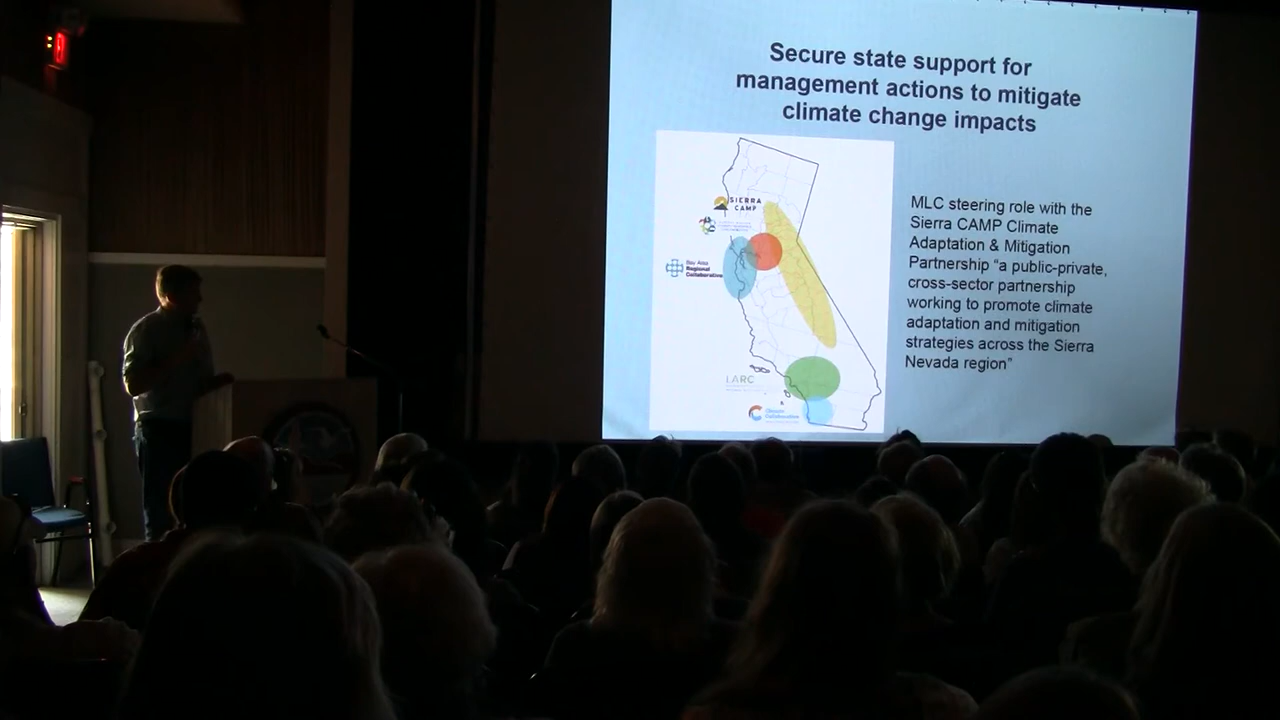 Secure state support for
management actions to mitigate
climate change impacts
SIERRA
CAMP
Bay Area
Regional
Collaborative
LARC
Climate
Collaborative
MLC steering role with the
Sierra CAMP Climate
Adaptation & Mitigation
Partnership “a public-private,
cross-sector partnership
working to promote climate
adaptation and mitigation
strategies across the Sierra
Nevada region”